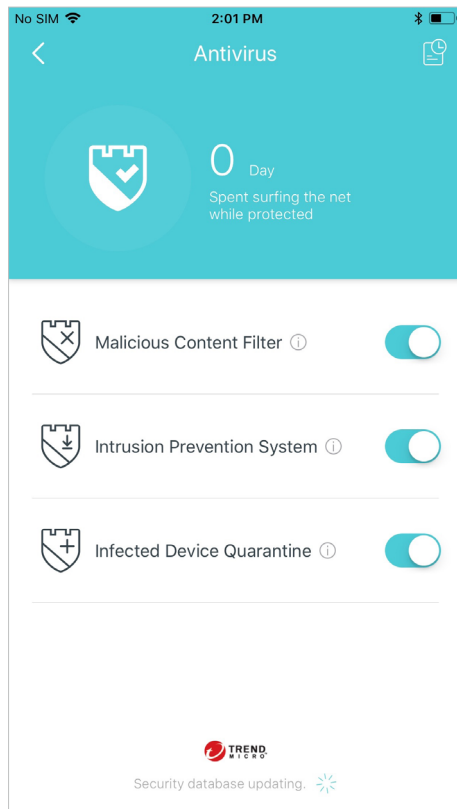 No SIM 2:01 PM
Antivirus
0 Day
Spent surfing the net
while protected
Malicious Content Filter
Intrusion Prevention System
Infected Device Quarantine
TREND
MICRO
Security database updating.